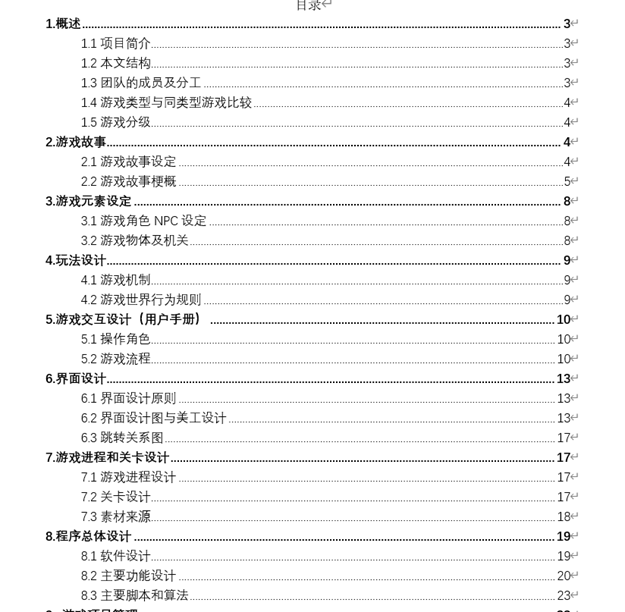 目录
1.概述 3
1.1 项目简介 3
1.2 本文结构 3
1.3 团队的成员及分工 3
1.4 游戏类型与同类型游戏比较 4
1.5 游戏分级 4
2.游戏故事 4
2.1 游戏故事设定 4
2.2 游戏故事梗概 5
3.游戏元素设定 8
3.1 游戏角色 NPC 设定 8
3.2 游戏物体及机关 8
4.玩法设计 9
4.1 游戏机制 9
4.2 游戏世界行为规则 9
5.游戏交互设计（用户手册） 10
5.1 操作角色 10
5.2 游戏流程 10
6.界面设计 13
6.1 界面设计原则 13
6.2 界面设计图与美工设计 13
6.3 跳转关系图 17
7.游戏进程和关卡设计 17
7.1 游戏进程设计 17
7.2 关卡设计 17
7.3 素材来源 18
8.程序总体设计 19
8.1 软件设计 19
8.2 主要功能设计 20
8.3 主要脚本和算法 23